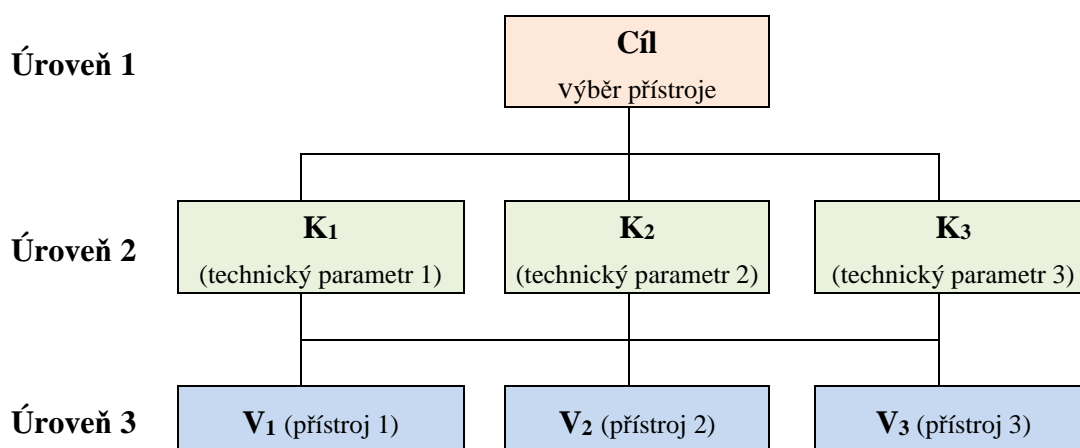 Úroveň 1
Cíl
výběr přístroje
Úroveň 2
K1
(technický parametr 1)
K2
(technický parametr 2)
K3
(technický parametr 3)
Úroveň 3
V1 (přístroj 1)
V2 (přístroj 2)
V3 (přístroj 3)